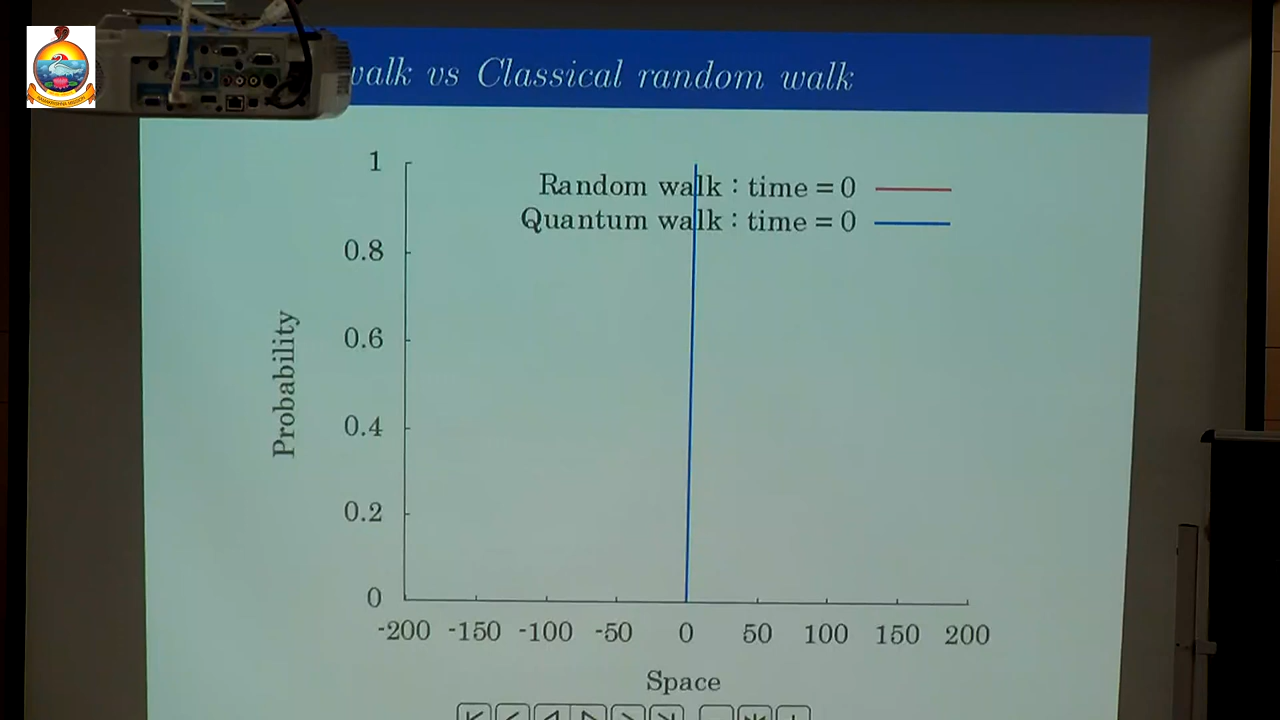 walk vs Classical random walk
Random walk : time = 0
Quantum walk : time = 0
1
0.8
0.6
0.4
0.2
0
Probability
-200 -150 -100 -50 0 50 100 150 200
Space